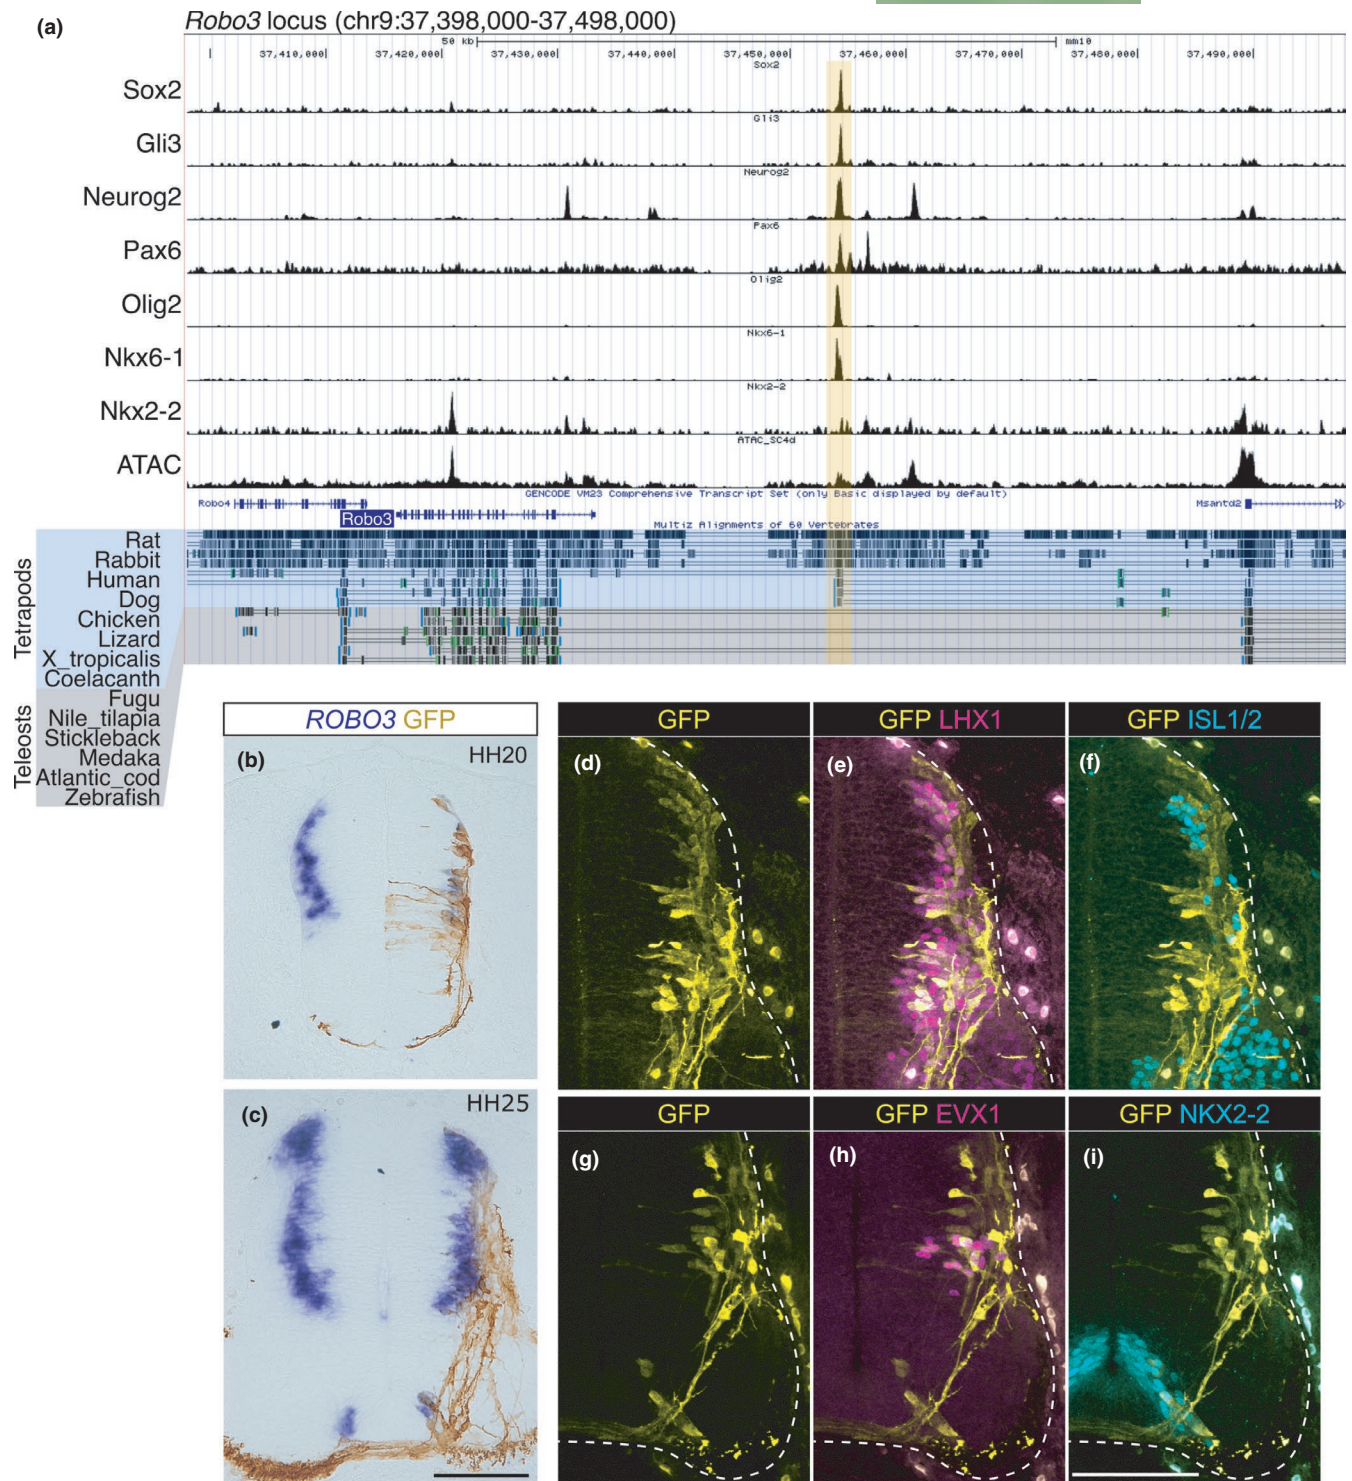 (a)
Robo3 locus (chr9:37,398,000-37,498,000)
50 kb mm10
37,410,000 37,420,000 37,430,000 37,440,000 37,450,000 37,460,000 37,470,000 37,480,000 37,490,000
Sox2
Sox2
Gli3
Gli3
Neurog2
Neurog2
Pax6
Pax6
Olig2
Olig2
Nkx6-1
Nkx6-1
Nkx2-2
Nkx2-2
ATAC_SC4d
ATAC
GENCODE VM23 Comprehensive Transcript Set (only Basic displayed by default)
Robo4 Msantd2
Robo3
Multiz Alignments of 60 Vertebrates
Tetrapods
Rat
Rabbit
Human
Dog
Chicken
Lizard
X_tropicalis
Coelacanth
Teleosts
Fugu
Nile_tilapia
Stickleback
Medaka
Atlantic_cod
Zebrafish
ROBO3 GFP
(b) HH20
(c) HH25
GFP
(d)
GFP LHX1
(e)
GFP ISL1/2
(f)
GFP
(g)
GFP EVX1
(h)
GFP NKX2-2
(i)